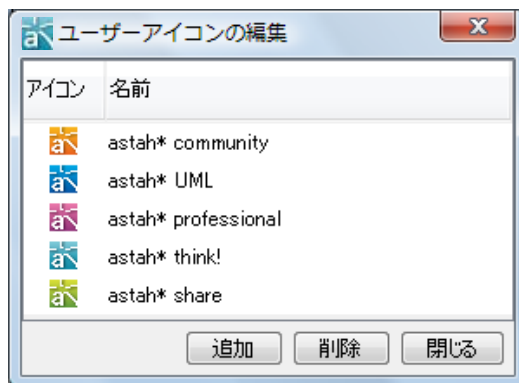 ユーザーアイコンの編集
アイコン 名前
astah* community
astah* UML
astah* professional
astah* think!
astah* share
追加 削除 閉じる